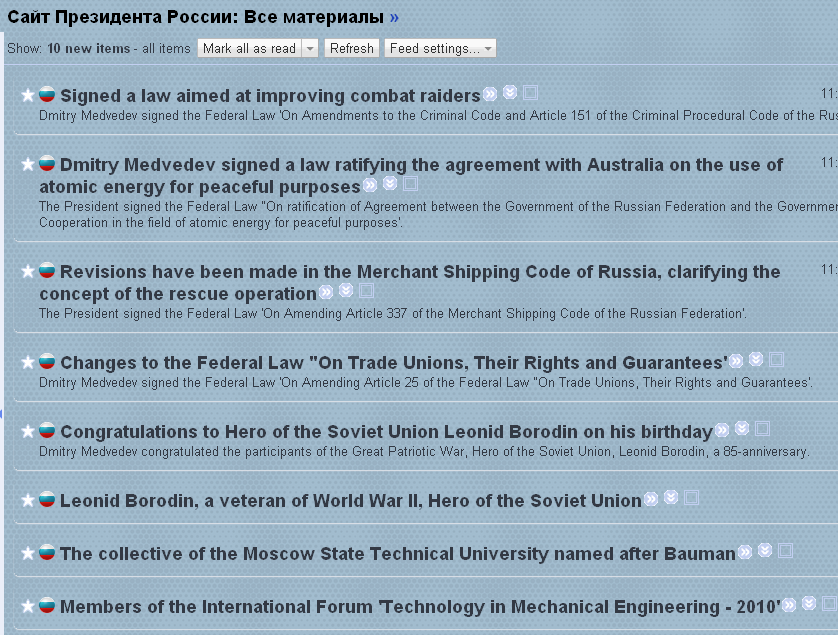 Сайт Президента России: Все материалы »
Show: 10 new items - all items Mark all as read Refresh Feed settings...
Signed a law aimed at improving combat raiders 11:
Dmitry Medvedev signed the Federal Law 'On Amendments to the Criminal Code and Article 151 of the Criminal Procedural Code of the Rus
Dmitry Medvedev signed a law ratifying the agreement with Australia on the use of 11:
atomic energy for peaceful purposes
The President signed the Federal Law "On ratification of Agreement between the Government of the Russian Federation and the Governmen
Cooperation in the field of atomic energy for peaceful purposes'.
Revisions have been made in the Merchant Shipping Code of Russia, clarifying the 11:
concept of the rescue operation
The President signed the Federal Law 'On Amending Article 337 of the Merchant Shipping Code of the Russian Federation'.
Changes to the Federal Law "On Trade Unions, Their Rights and Guarantees'
Dmitry Medvedev signed the Federal Law 'On Amending Article 25 of the Federal Law "On Trade Unions, Their Rights and Guarantees'.
Congratulations to Hero of the Soviet Union Leonid Borodin on his birthday
Dmitry Medvedev congratulated the participants of the Great Patriotic War, Hero of the Soviet Union, Leonid Borodin, a 85-anniversary.
Leonid Borodin, a veteran of World War II, Hero of the Soviet Union
The collective of the Moscow State Technical University named after Bauman
Members of the International Forum 'Technology in Mechanical Engineering - 2010'